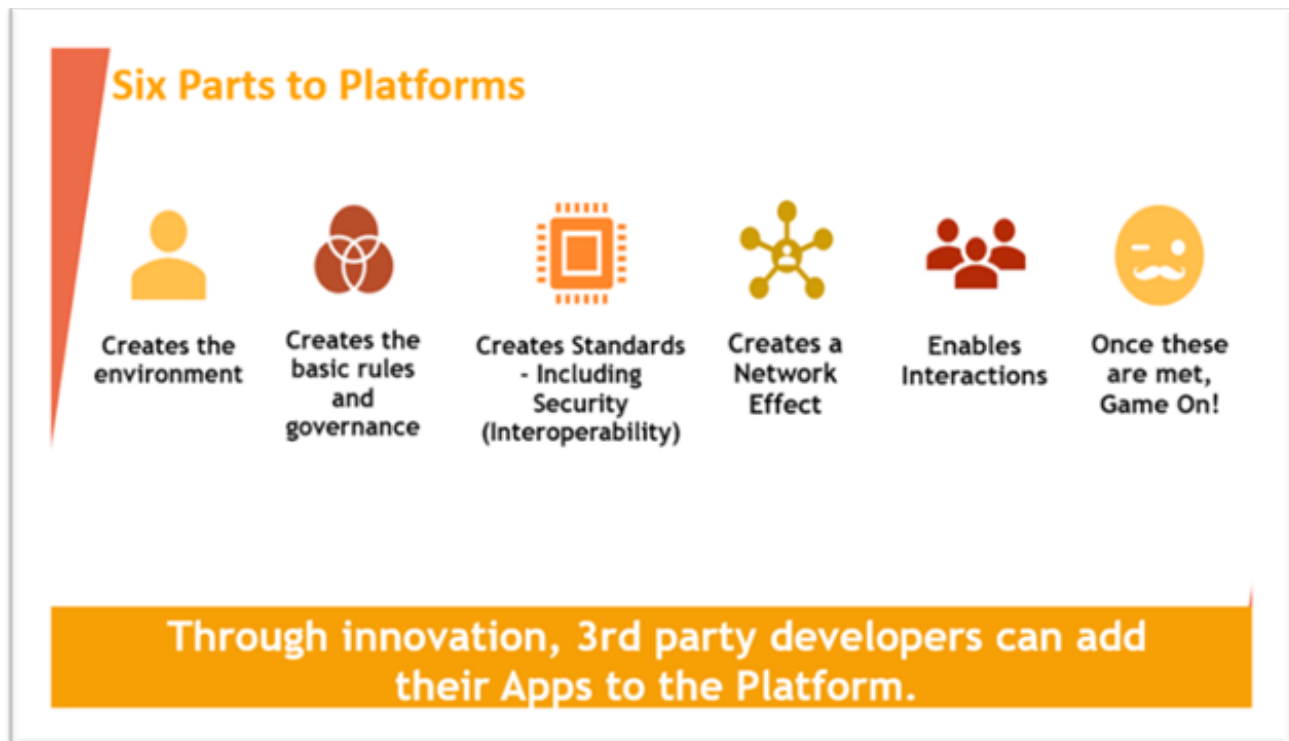 Six Parts to Platforms
Creates the
environment
Creates the
basic rules
and
governance
Creates Standards
- Including
Security
(Interoperability)
Creates a
Network
Effect
Enables
Interactions
Once these
are met,
Game On!
Through innovation, 3rd party developers can add
their Apps to the Platform.